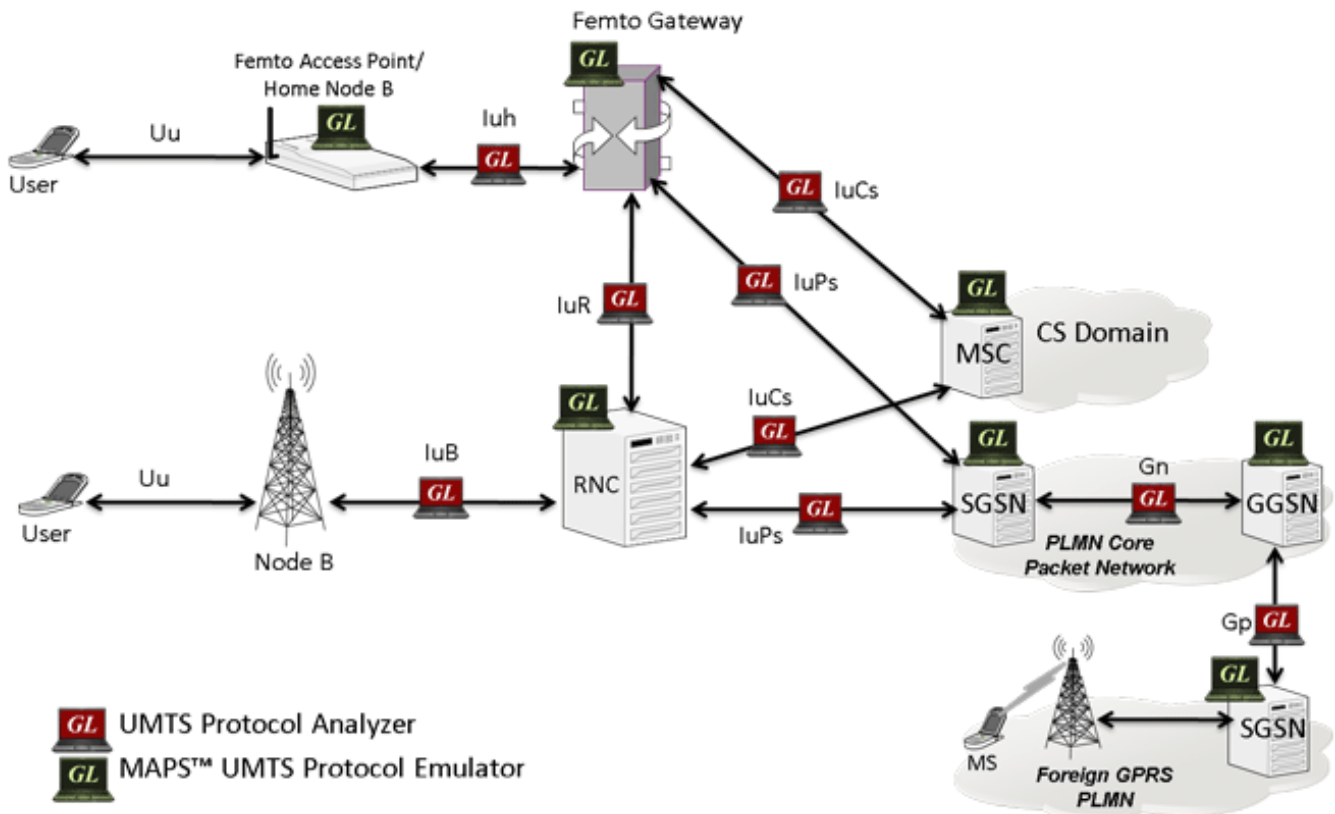 Femto Gateway
GL
Femto Access Point/
Home Node B
GL
Uu
Iuh
GL
User
GL
IuCs
GL
IuPs
IuR
GL
GL
MSC
CS Domain
GL
IuCs
GL
RNC
IuB
GL
Uu
User
Node B
GL
IuPs
GL
SGSN
Gn
GL
GL
GGSN
PLMN Core
Packet Network
Gp
GL
GL
SGSN
MS
Foreign GPRS
PLMN
GL UMTS Protocol Analyzer
GL MAPS™ UMTS Protocol Emulator